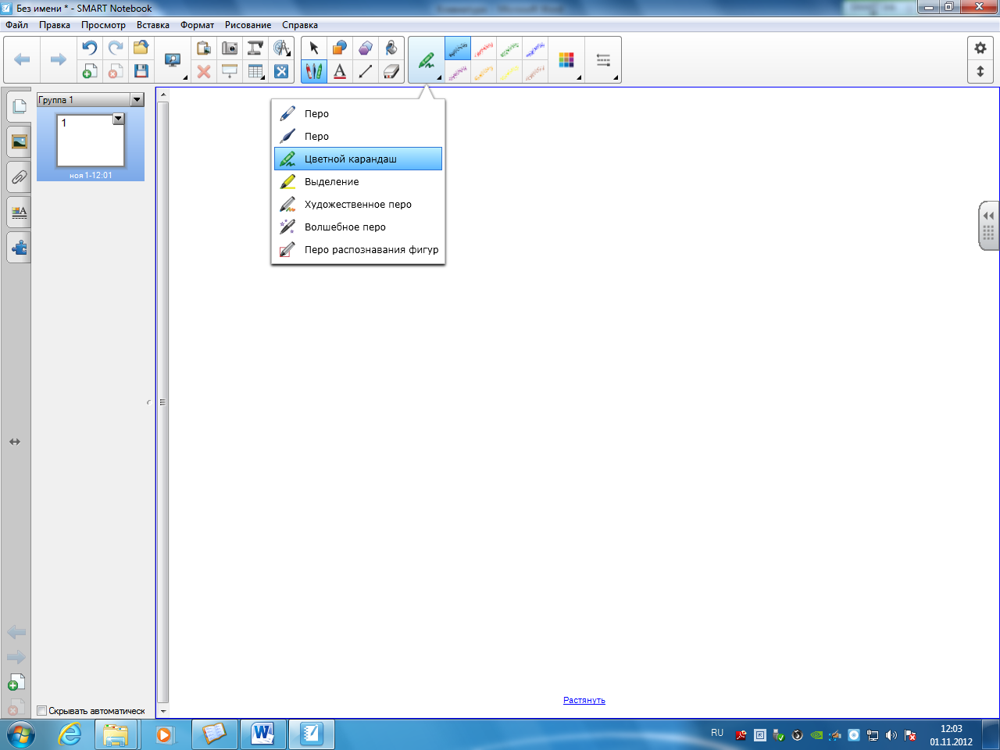 Без имени * - SMART Notebook
Файл Правка Просмотр Вставка Формат Рисование Справка
Группа 1
1
ноя 1-12:01
Перо
Перо
Цветной карандаш
Выделение
Художественное перо
Волшебное перо
Перо распознавания фигур
Растянуть
Скрывать автоматическ
RU
12:03
01.11.2012